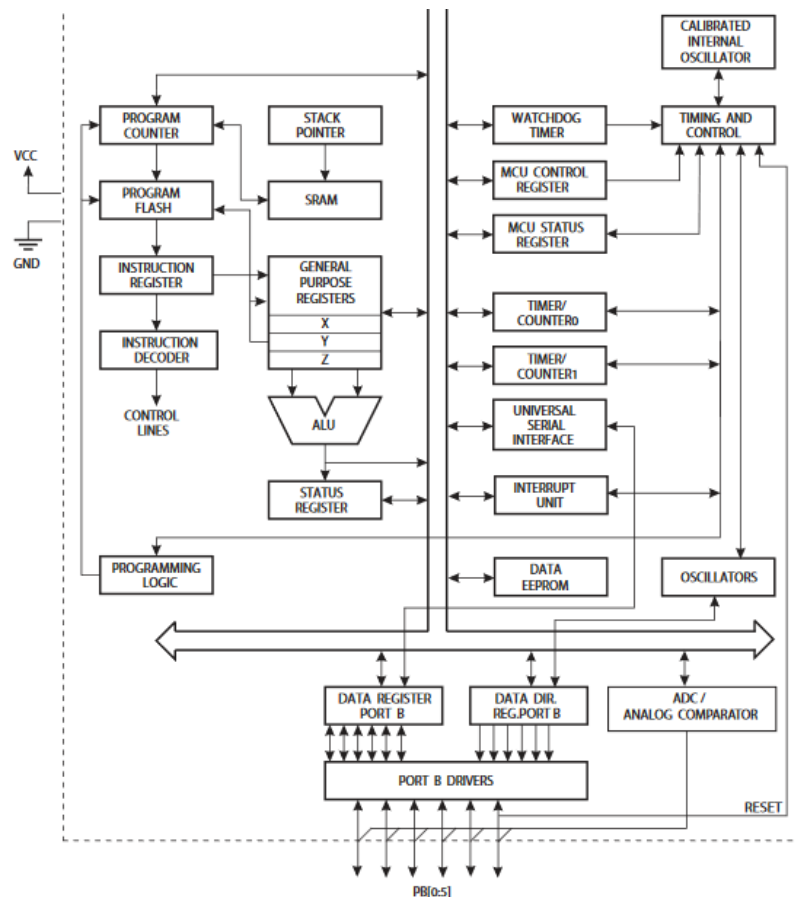 CALIBRATED
INTERNAL
OSCILLATOR
PROGRAM
COUNTER
STACK
POINTER
WATCHDOG
TIMER
TIMING AND
CONTROL
VCC
PROGRAM
FLASH
SRAM
MCU CONTROL
REGISTER
MCU STATUS
REGISTER
GND
INSTRUCTION
REGISTER
GENERAL
PURPOSE
REGISTERS
X
Y
Z
TIMER/
COUNTER0
INSTRUCTION
DECODER
TIMER/
COUNTER1
CONTROL
LINES
ALU
UNIVERSAL
SERIAL
INTERFACE
STATUS
REGISTER
INTERRUPT
UNIT
PROGRAMMING
LOGIC
DATA
EEPROM
OSCILLATORS
DATA REGISTER
PORT B
DATA DIR.
REG.PORT B
ADC /
ANALOG COMPARATOR
PORT B DRIVERS
RESET
PB[0:5]